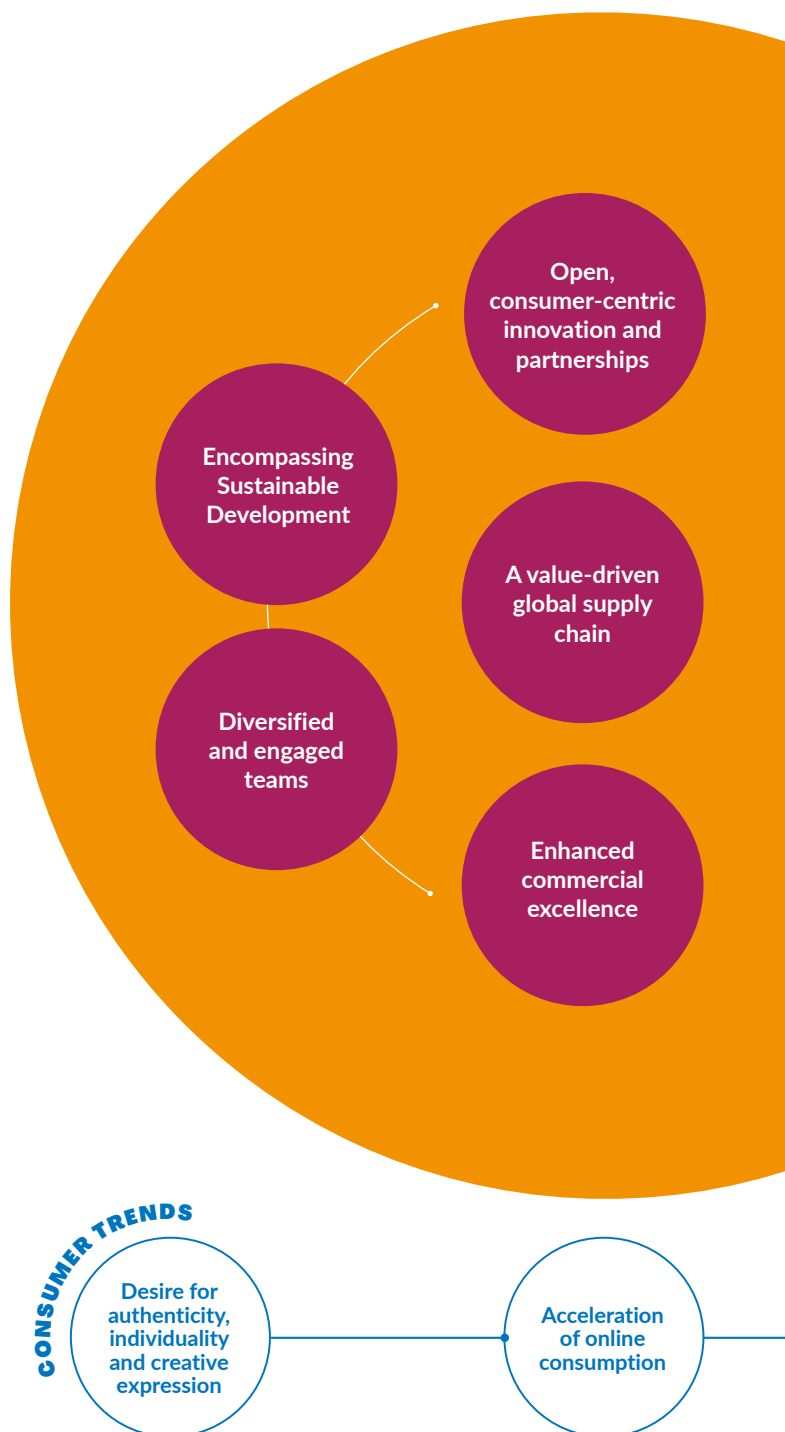 Open,
consumer-centric
innovation and
partnerships
Encompassing
Sustainable
Development
A value-driven
global supply
chain
Diversified
and engaged
teams
Enhanced
commercial
excellence
CONSUMER TRENDS
Desire for
authenticity,
individuality
and creative
expression
Acceleration
of online
consumption